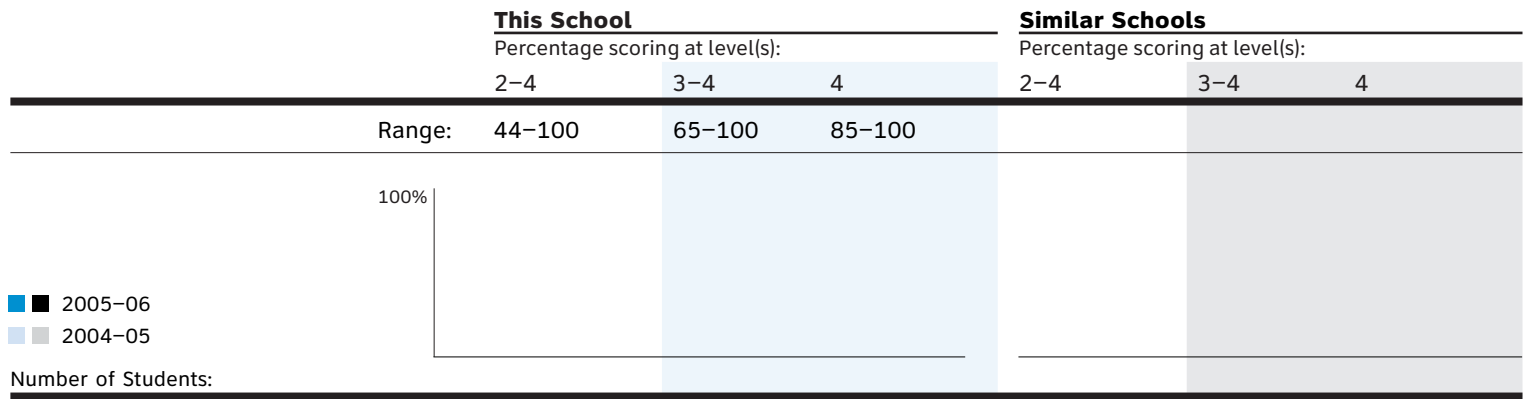 This School Similar Schools
Percentage scoring at level(s): Percentage scoring at level(s):
2–4 3–4 4 2–4 3–4 4
Range: 44–100 65–100 85–100
100%
2005–06
2004–05
Number of Students: